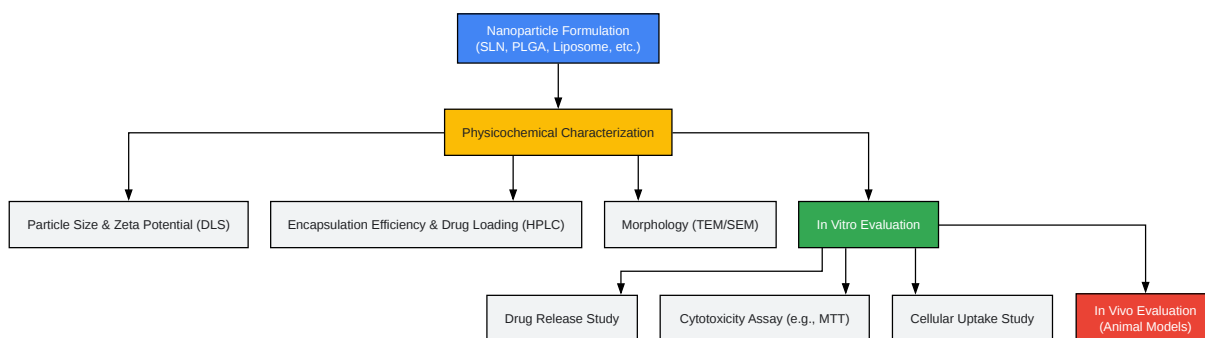 Nanoparticle Formulation
(SLN, PLGA, Liposome, etc.)
Physicochemical Characterization
Particle Size & Zeta Potential (DLS)
Encapsulation Efficiency & Drug Loading (HPLC)
Morphology (TEM/SEM)
In Vitro Evaluation
Drug Release Study
Cytotoxicity Assay (e.g., MTT)
Cellular Uptake Study
In Vivo Evaluation
(Animal Models)